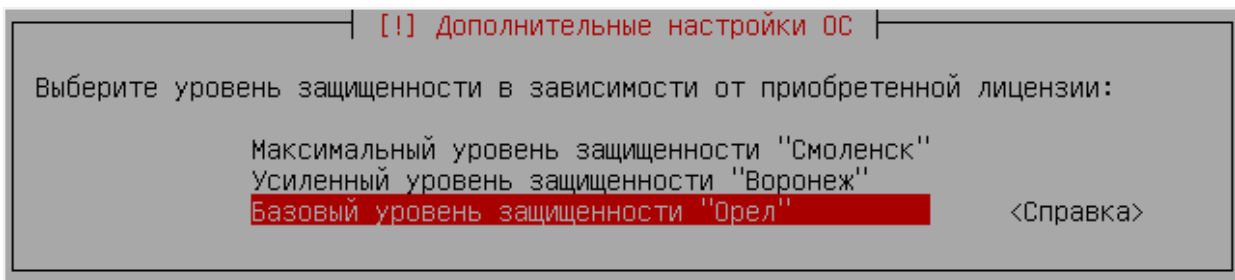 [!] Дополнительные настройки ОС
Выберите уровень защищенности в зависимости от приобретенной лицензии:
Максимальный уровень защищенности "Смоленск"
Усиленный уровень защищенности "Воронеж"
Базовый уровень защищенности "Орел" <Справка>